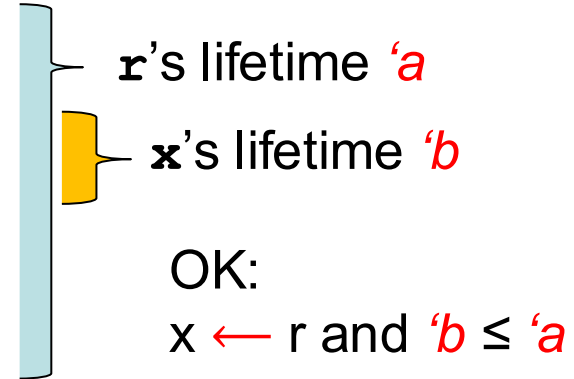 r’s lifetime ‘a
x’s lifetime ‘b
OK:
x ← r and ‘b ≤ ‘a